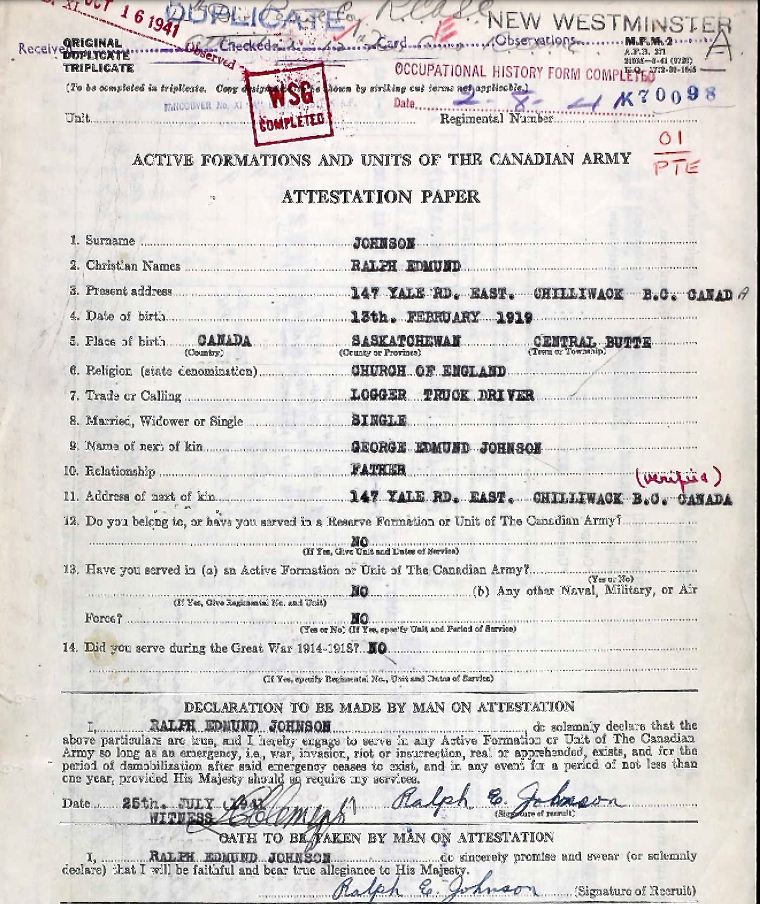 OCT 16 1941
DUPLICATE
NEW WESTMINSTER
Received Observed Checked Card E Observations
ORIGINAL
DUPLICATE
TRIPLICATE
M.F.M.2
A
OCCUPATIONAL HISTORY FORM COMPLETED
(To be completed in triplicate. Copy designation to be shown by striking out terms not applicable.)
WSG
COMPLETED
Date 2-8-41
K70098
Unit
Regimental Number
01
PTE
ACTIVE FORMATIONS AND UNITS OF THE CANADIAN ARMY
ATTESTATION PAPER
1. Surname JOHNSON
2. Christian Names RALPH EDMUND
3. Present address 147 YALE RD. EAST. CHILLIWACK B.C. CANADA
4. Date of birth 13th. FEBRUARY 1919
5. Place of birth CANADA SASKATCHEWAN CENTRAL BUTTE
(Country) (County or Province) (Town or Township)
6. Religion (state denomination) CHURCH OF ENGLAND
7. Trade or Calling LOGGER TRUCK DRIVER
8. Married, Widower or Single SINGLE
9. Name of next of kin GEORGE EDMUND JOHNSON
10. Relationship FATHER (verified)
11. Address of next of kin 147 YALE RD. EAST. CHILLIWACK B.C. CANADA
12. Do you belong to, or have you served in a Reserve Formation or Unit of The Canadian Army?
NO
(If Yes, Give Unit and Dates of Service)
13. Have you served in (a) an Active Formation or Unit of The Canadian Army?
(Yes or No)
NO (b) Any other Naval, Military, or Air
(If Yes, Give Regimental No. and Unit)
Force? NO
(Yes or No) (If Yes, specify Unit and Period of Service)
14. Did you serve during the Great War 1914-1918? NO
(If Yes, specify Regimental No., Unit and Dates of Service)
DECLARATION TO BE MADE BY MAN ON ATTESTATION
I, RALPH EDMUND JOHNSON do solemnly declare that the
above particulars are true, and I hereby engage to serve in any Active Formation or Unit of The Canadian
Army so long as an emergency, i.e., war, invasion, riot or insurrection, real or apprehended, exists, and for the
period of demobilization after said emergency ceases to exist, and in any event for a period of not less than
one year, provided His Majesty should so require my services.
Date 25th. JULY 1941 Ralph E. Johnson
WITNESS (Signature of recruit)
OATH TO BE TAKEN BY MAN ON ATTESTATION
I, RALPH EDMUND JOHNSON do sincerely promise and swear (or solemnly
declare) that I will be faithful and bear true allegiance to His Majesty.
Ralph E. Johnson (Signature of Recruit)